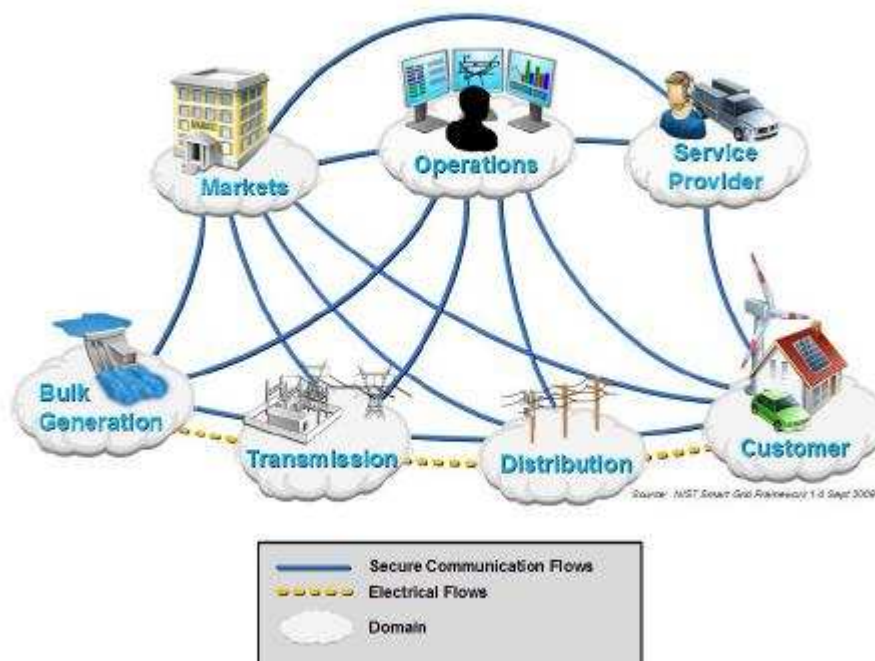 Markets
Operations
Service
Provider
Bulk
Generation
Transmission
Distribution
Customer
Source: NIST Smart Grid Framework 1.0 Sept 2009
Secure Communication Flows
Electrical Flows
Domain